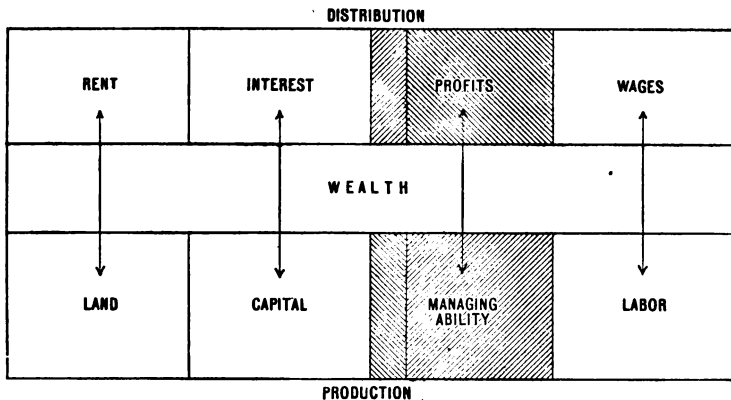 DISTRIBUTION
RENT INTEREST PROFITS WAGES
WEALTH
LAND CAPITAL MANAGING ABILITY LABOR
PRODUCTION